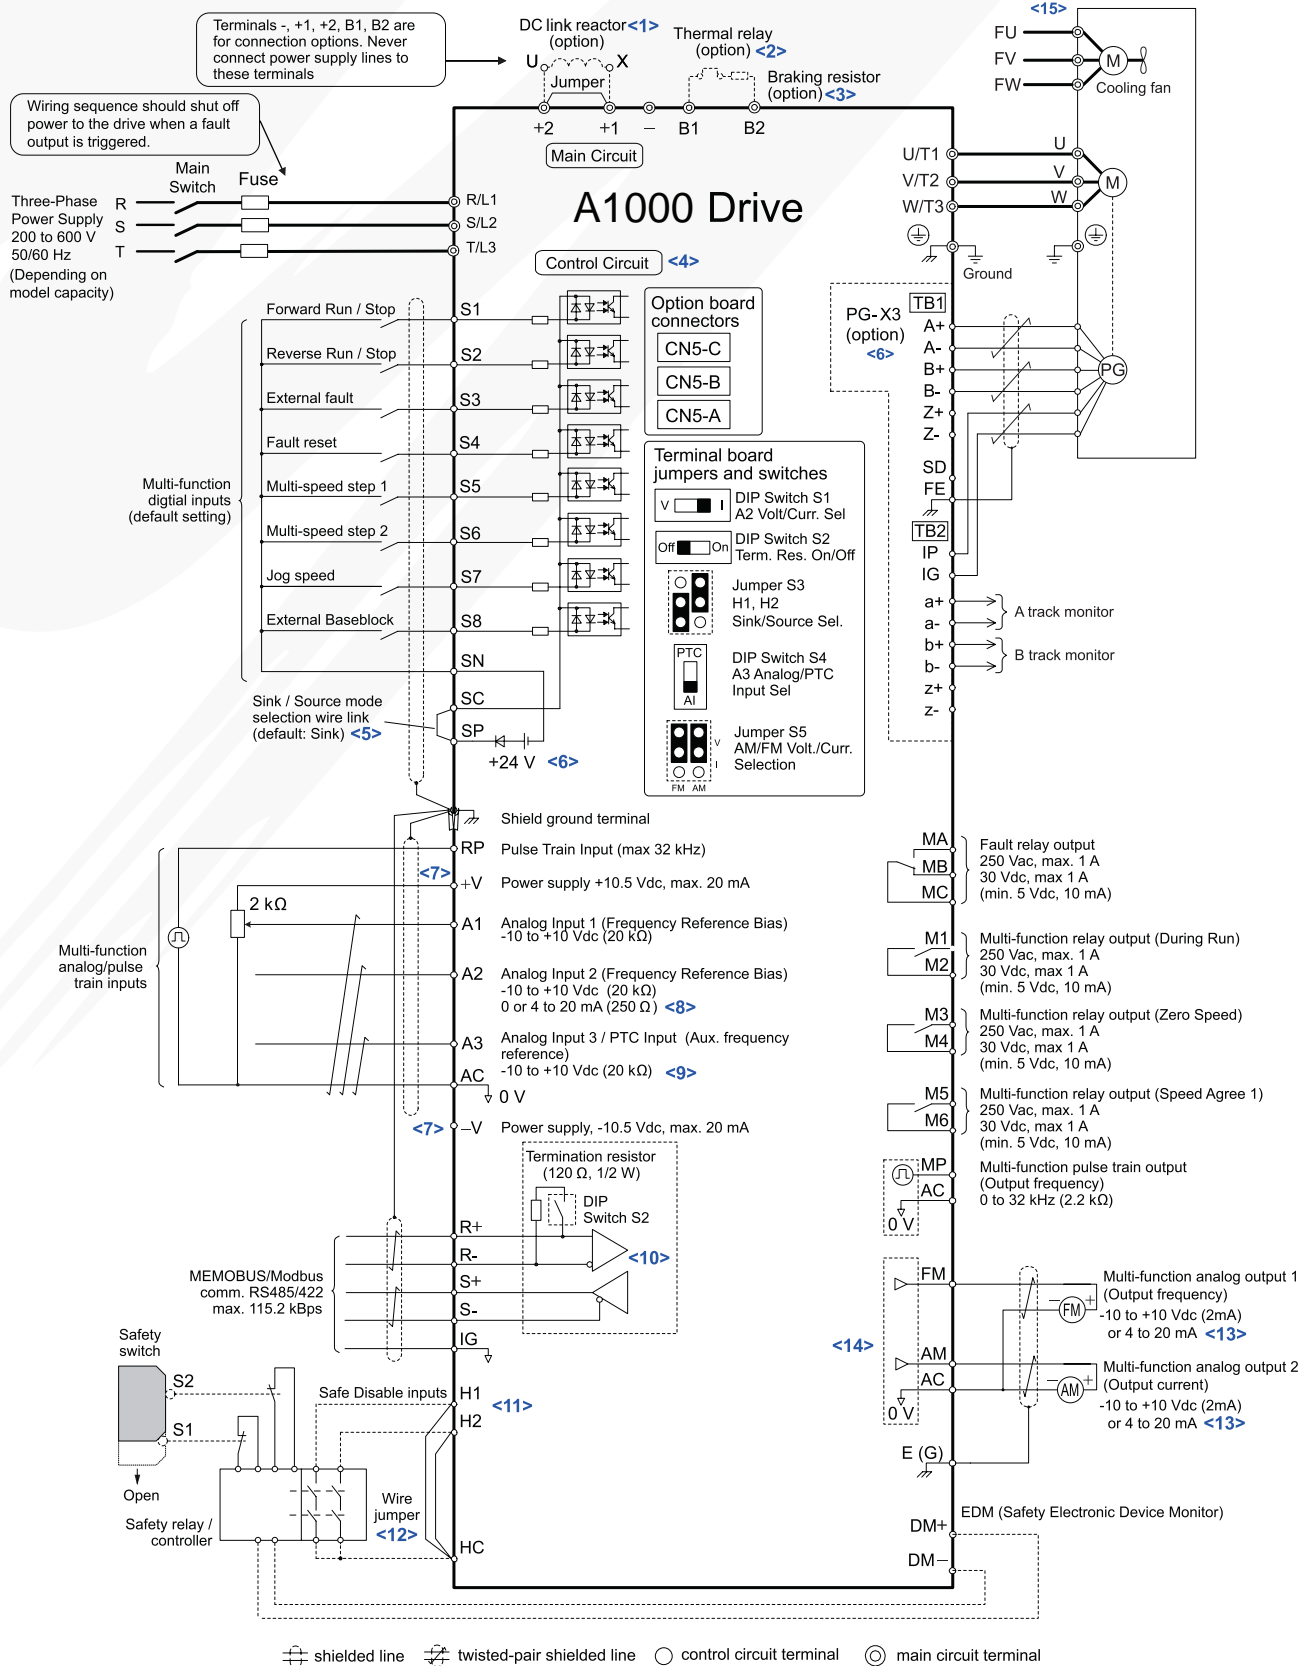 <15>
Terminals -, +1, +2, B1, B2 are
for connection options. Never
connect power supply lines to
these terminals
DC link reactor <1>
(option)
U X
Jumper
Thermal relay
(option) <2>
Braking resistor
(option) <3>
FU
FV
FW
M
Cooling fan
Wiring sequence should shut off
power to the drive when a fault
output is triggered.
+2 +1 – B1 B2
Main Circuit
Main
Switch
Fuse
Three-Phase
Power Supply
200 to 600 V
50/60 Hz
(Depending on
model capacity)
R
S
T
R/L1
S/L2
T/L3
A1000 Drive
U/T1
V/T2
W/T3
U
V
W
M
Ground
Control Circuit <4>
Multi-function
digtial inputs
(default setting)
Forward Run / Stop
S1
Reverse Run / Stop
S2
External fault
S3
Fault reset
S4
Multi-speed step 1
S5
Multi-speed step 2
S6
Jog speed
S7
External Baseblock
S8
SN
SC
SP
Sink / Source mode
selection wire link
(default: Sink) <5>
+24 V <6>
Option board
connectors
CN5-C
CN5-B
CN5-A
Terminal board
jumpers and switches
V I
DIP Switch S1
A2 Volt/Curr. Sel
Off On
DIP Switch S2
Term. Res. On/Off
Jumper S3
H1, H2
Sink/Source Sel.
PTC
AI
DIP Switch S4
A3 Analog/PTC
Input Sel
V
I
FM AM
Jumper S5
AM/FM Volt./Curr.
Selection
PG-X3
(option)
<6>
TB1
A+
A-
B+
B-
Z+
Z-
SD
FE
PG
TB2
IP
IG
a+
a-
A track monitor
b+
b-
B track monitor
z+
z-
Shield ground terminal
Multi-function
analog/pulse
train inputs
2 kΩ
<7>
RP
Pulse Train Input (max 32 kHz)
+V
Power supply +10.5 Vdc, max. 20 mA
A1
Analog Input 1 (Frequency Reference Bias)
-10 to +10 Vdc (20 kΩ)
A2
Analog Input 2 (Frequency Reference Bias)
-10 to +10 Vdc (20 kΩ)
0 or 4 to 20 mA (250 Ω) <8>
A3
Analog Input 3 / PTC Input (Aux. frequency
reference)
-10 to +10 Vdc (20 kΩ) <9>
AC
0 V
<7>
–V
Power supply, -10.5 Vdc, max. 20 mA
MA
MB
MC
Fault relay output
250 Vac, max. 1 A
30 Vdc, max 1 A
(min. 5 Vdc, 10 mA)
M1
M2
Multi-function relay output (During Run)
250 Vac, max. 1 A
30 Vdc, max 1 A
(min. 5 Vdc, 10 mA)
M3
M4
Multi-function relay output (Zero Speed)
250 Vac, max. 1 A
30 Vdc, max 1 A
(min. 5 Vdc, 10 mA)
M5
M6
Multi-function relay output (Speed Agree 1)
250 Vac, max. 1 A
30 Vdc, max 1 A
(min. 5 Vdc, 10 mA)
MP
AC
0 V
Multi-function pulse train output
(Output frequency)
0 to 32 kHz (2.2 kΩ)
Termination resistor
(120 Ω, 1/2 W)
DIP
Switch S2
<10>
MEMOBUS/Modbus
comm. RS485/422
max. 115.2 kBps
R+
R-
S+
S-
IG
<14>
FM
− +
FM
Multi-function analog output 1
(Output frequency)
-10 to +10 Vdc (2mA)
or 4 to 20 mA <13>
AM
AC
0 V
− +
AM
Multi-function analog output 2
(Output current)
-10 to +10 Vdc (2mA)
or 4 to 20 mA <13>
E (G)
Safety
switch
S2
S1
Open
Safety relay /
controller
Safe Disable inputs
H1
<11>
H2
Wire
jumper
<12>
HC
EDM (Safety Electronic Device Monitor)
DM+
DM–
shielded line
twisted-pair shielded line
control circuit terminal
main circuit terminal